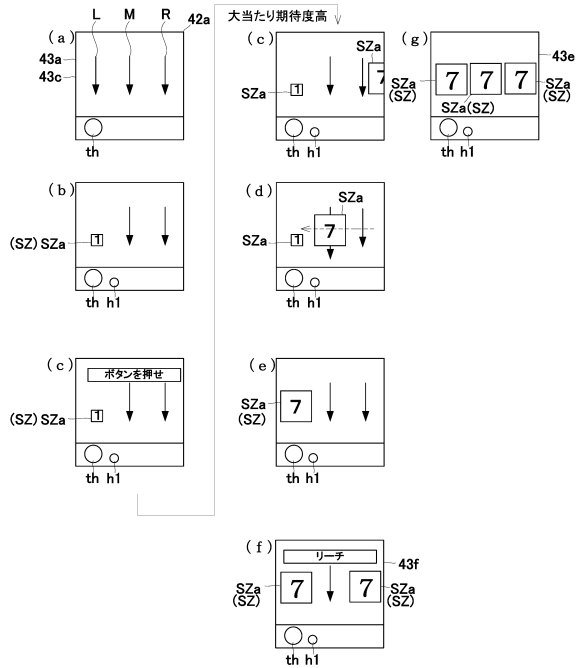 L M R
42a
(a)
43a
43c
th
(b)
(SZ) SZa
1
th h1
(c)
ボタンを押せ
(SZ) SZa
1
th h1
大当たり期待度高
(c)
SZa
7
SZa
1
th h1
(d)
SZa
7
SZa
1
th h1
(e)
SZa
(SZ)
7
th h1
(f)
リーチ
43f
SZa
(SZ)
7
7
SZa
(SZ)
th h1
(g)
43e
SZa
(SZ)
7 7 7
SZa
(SZ)
SZa(SZ)
th h1